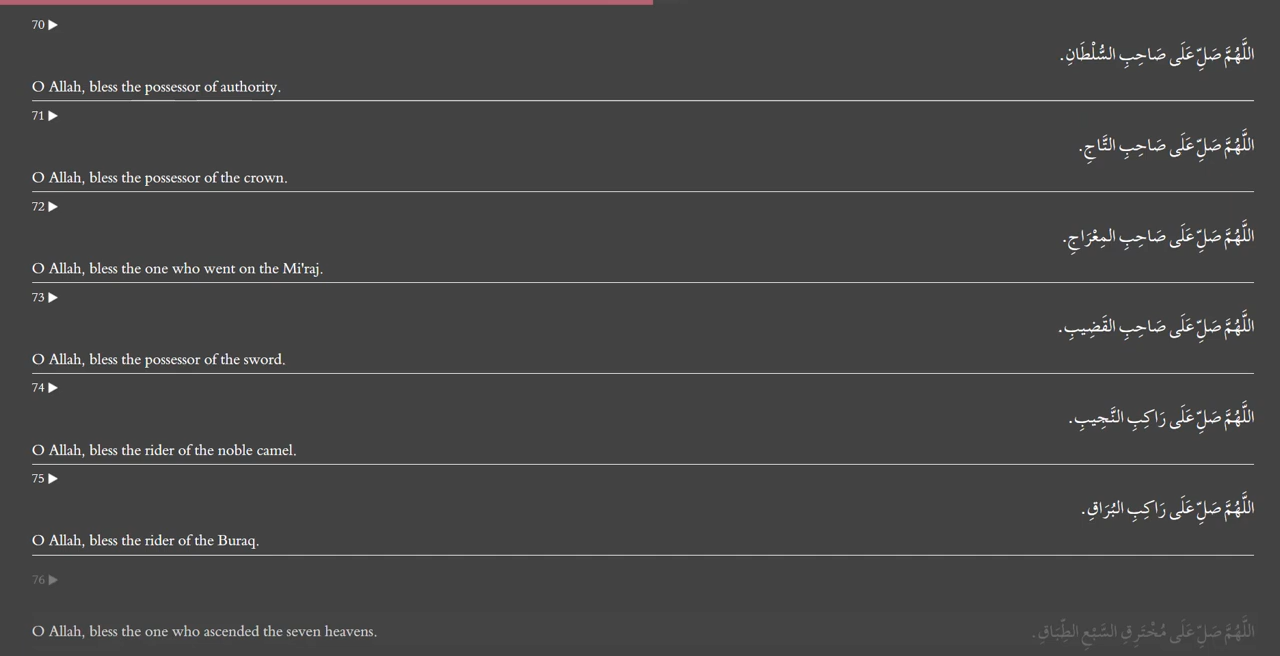 70 ▶
اللَّهُمَّ صَلِّ عَلَى صَاحِبِ السُّلْطَانِ.
O Allah, bless the possessor of authority.
71 ▶
اللَّهُمَّ صَلِّ عَلَى صَاحِبِ التَّاجِ.
O Allah, bless the possessor of the crown.
72 ▶
اللَّهُمَّ صَلِّ عَلَى صَاحِبِ المِعْرَاجِ.
O Allah, bless the one who went on the Mi'raj.
73 ▶
اللَّهُمَّ صَلِّ عَلَى صَاحِبِ القَضِيبِ.
O Allah, bless the possessor of the sword.
74 ▶
اللَّهُمَّ صَلِّ عَلَى رَاكِبِ النَّجِيبِ.
O Allah, bless the rider of the noble camel.
75 ▶
اللَّهُمَّ صَلِّ عَلَى رَاكِبِ البُرَاقِ.
O Allah, bless the rider of the Buraq.
76 ▶
اللَّهُمَّ صَلِّ عَلَى مُخْتَرِقِ السَّبْعِ الطِّبَاقِ.
O Allah, bless the one who ascended the seven heavens.